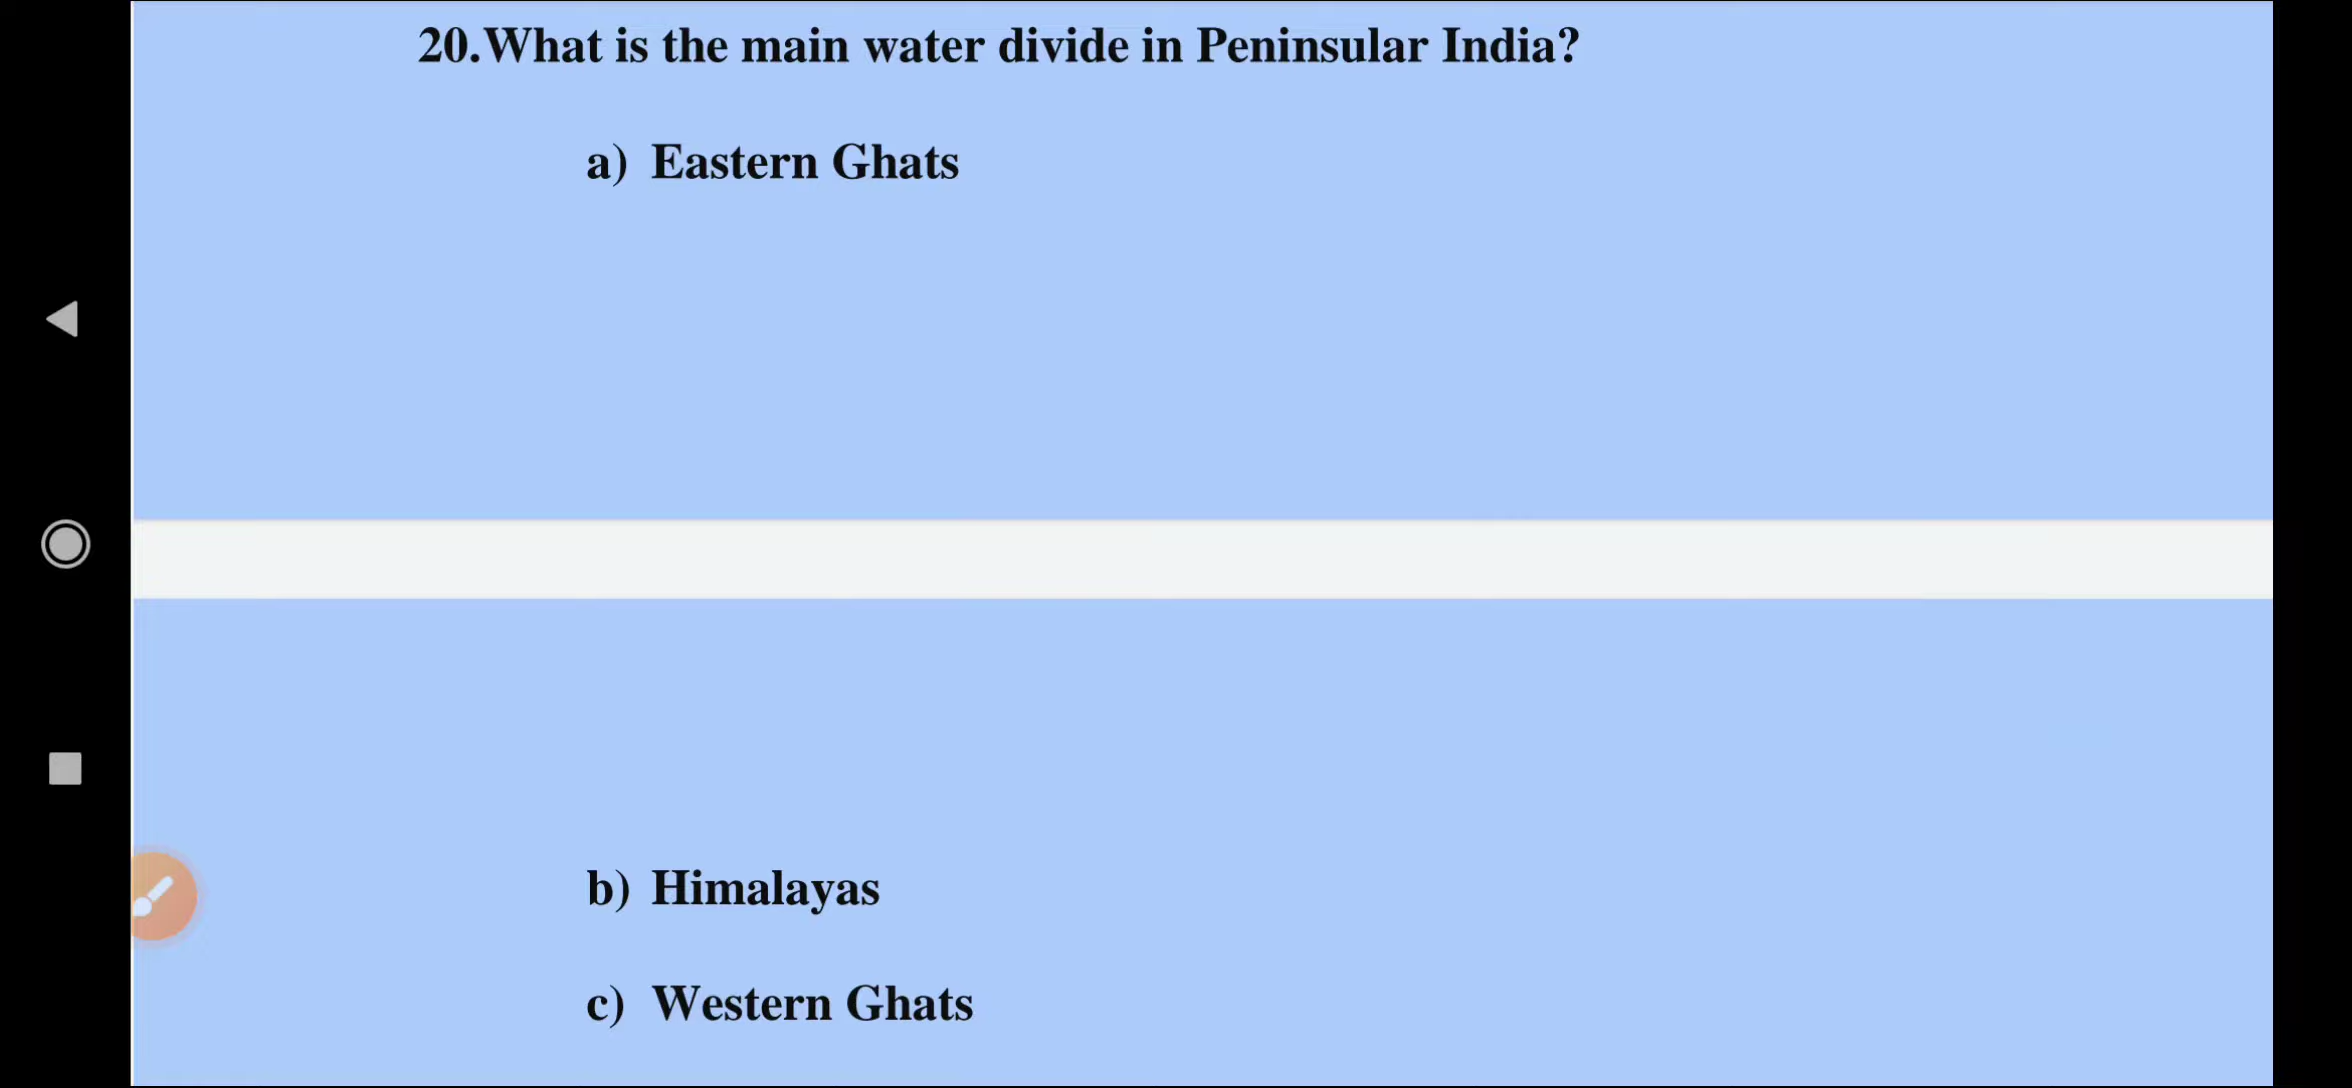 20.What is the main water divide in Peninsular India?
a) Eastern Ghats
b) Himalayas
c) Western Ghats